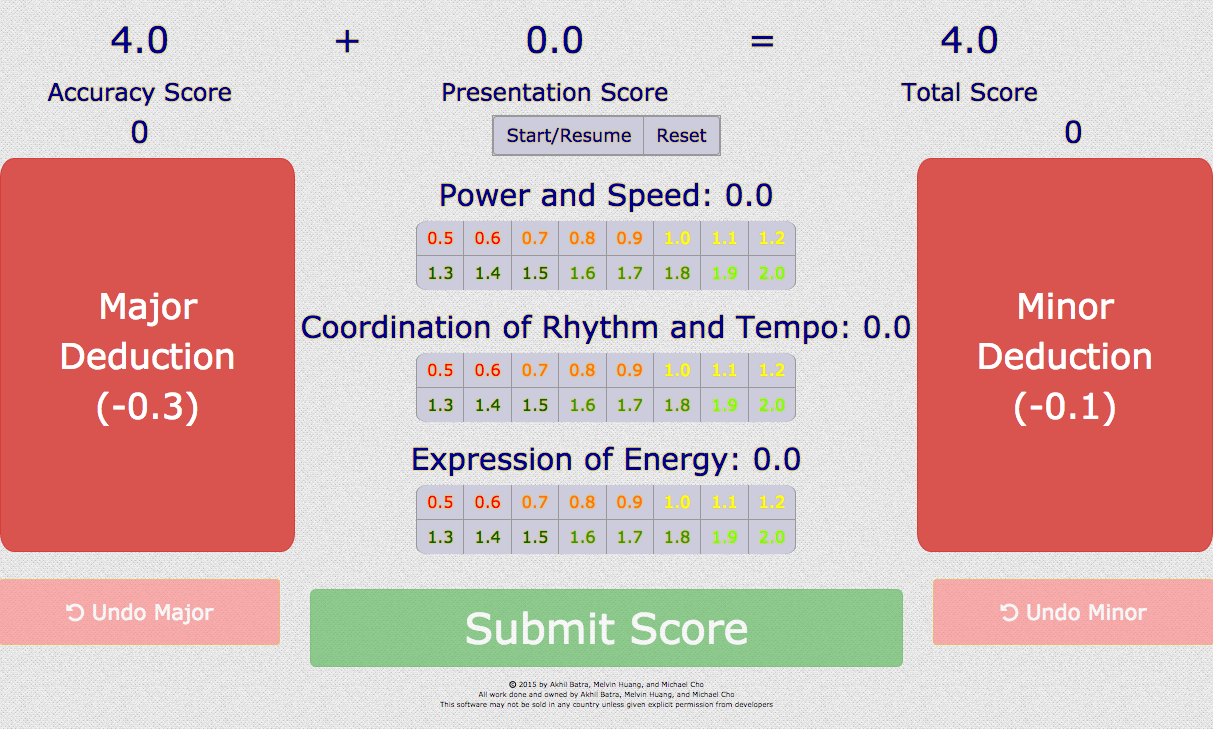 4.0 + 0.0 = 4.0
Accuracy Score Presentation Score Total Score
0 0
Start/Resume Reset
Power and Speed: 0.0
0.5 0.6 0.7 0.8 0.9 1.0 1.1 1.2
1.3 1.4 1.5 1.6 1.7 1.8 1.9 2.0
Major
Deduction
(-0.3)
Coordination of Rhythm and Tempo: 0.0
0.5 0.6 0.7 0.8 0.9 1.0 1.1 1.2
1.3 1.4 1.5 1.6 1.7 1.8 1.9 2.0
Minor
Deduction
(-0.1)
Expression of Energy: 0.0
0.5 0.6 0.7 0.8 0.9 1.0 1.1 1.2
1.3 1.4 1.5 1.6 1.7 1.8 1.9 2.0
Undo Major
Submit Score
Undo Minor
© 2015 by Akhil Batra, Melvin Huang, and Michael Cho
All work done and owned by Akhil Batra, Melvin Huang, and Michael Cho
This software may not be sold in any country unless given explicit permission from developers